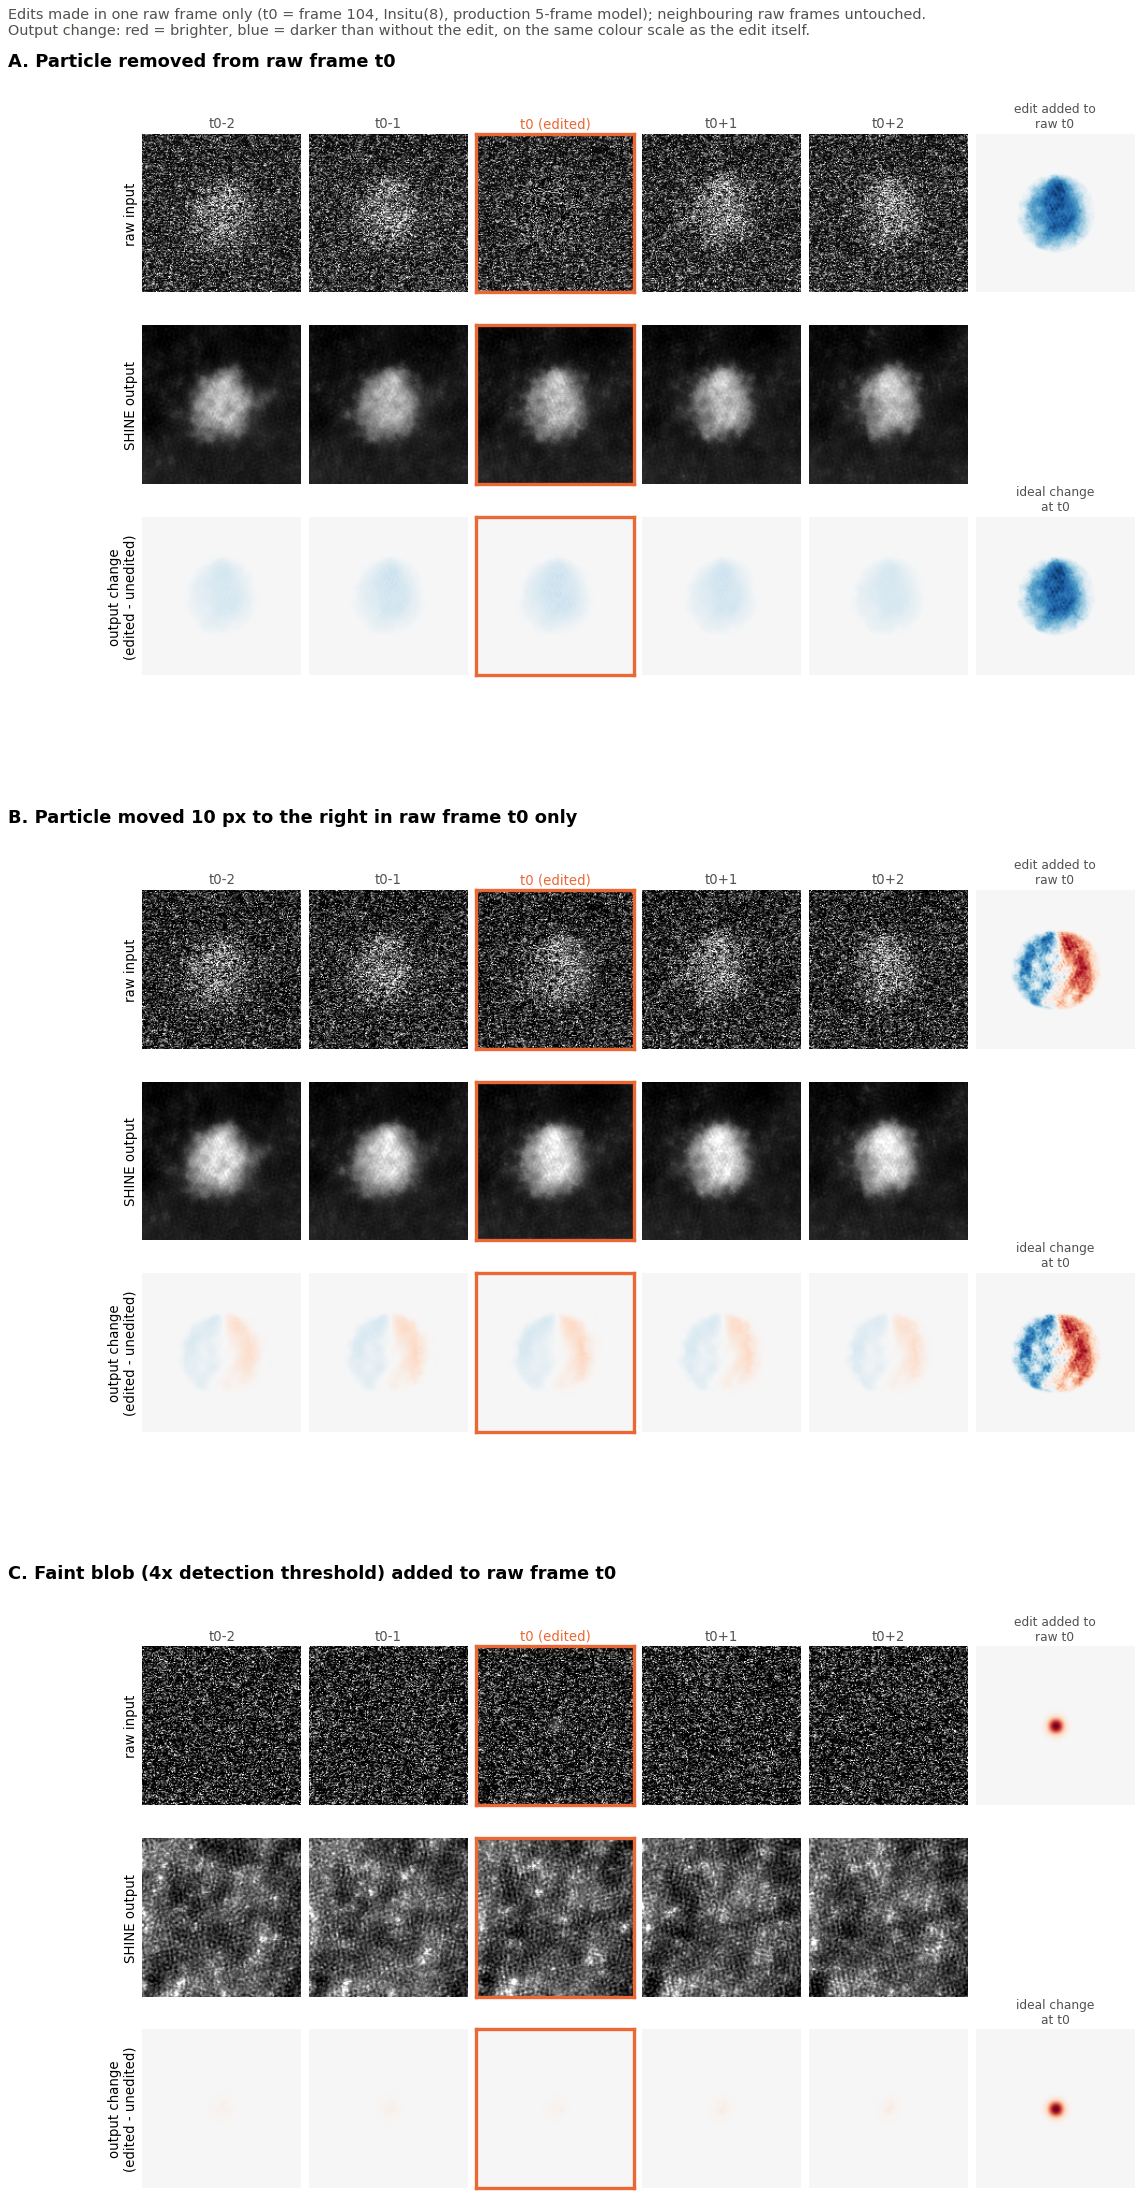 Edits made in one raw frame only (t0 = frame 104, Insitu(8), production 5-frame model); neighbouring raw frames untouched.
Output change: red = brighter, blue = darker than without the edit, on the same colour scale as the edit itself.
A. Particle removed from raw frame t0
t0-2
t0-1
t0 (edited)
t0+1
t0+2
edit added to
raw t0
raw input
SHINE output
ideal change
at t0
output change
(edited - unedited)
B. Particle moved 10 px to the right in raw frame t0 only
t0-2
t0-1
t0 (edited)
t0+1
t0+2
edit added to
raw t0
raw input
SHINE output
ideal change
at t0
output change
(edited - unedited)
C. Faint blob (4x detection threshold) added to raw frame t0
t0-2
t0-1
t0 (edited)
t0+1
t0+2
edit added to
raw t0
raw input
SHINE output
ideal change
at t0
output change
(edited - unedited)